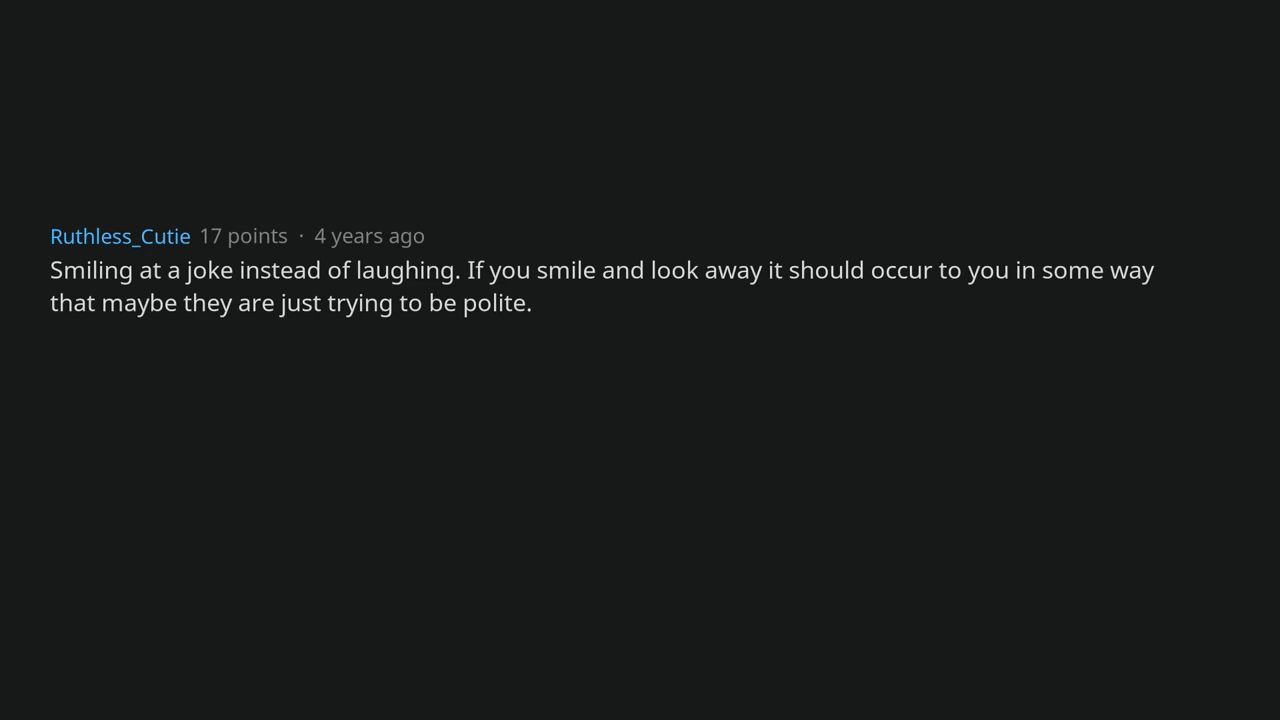 Ruthless_Cutie 17 points · 4 years ago
Smiling at a joke instead of laughing. If you smile and look away it should occur to you in some way
that maybe they are just trying to be polite.